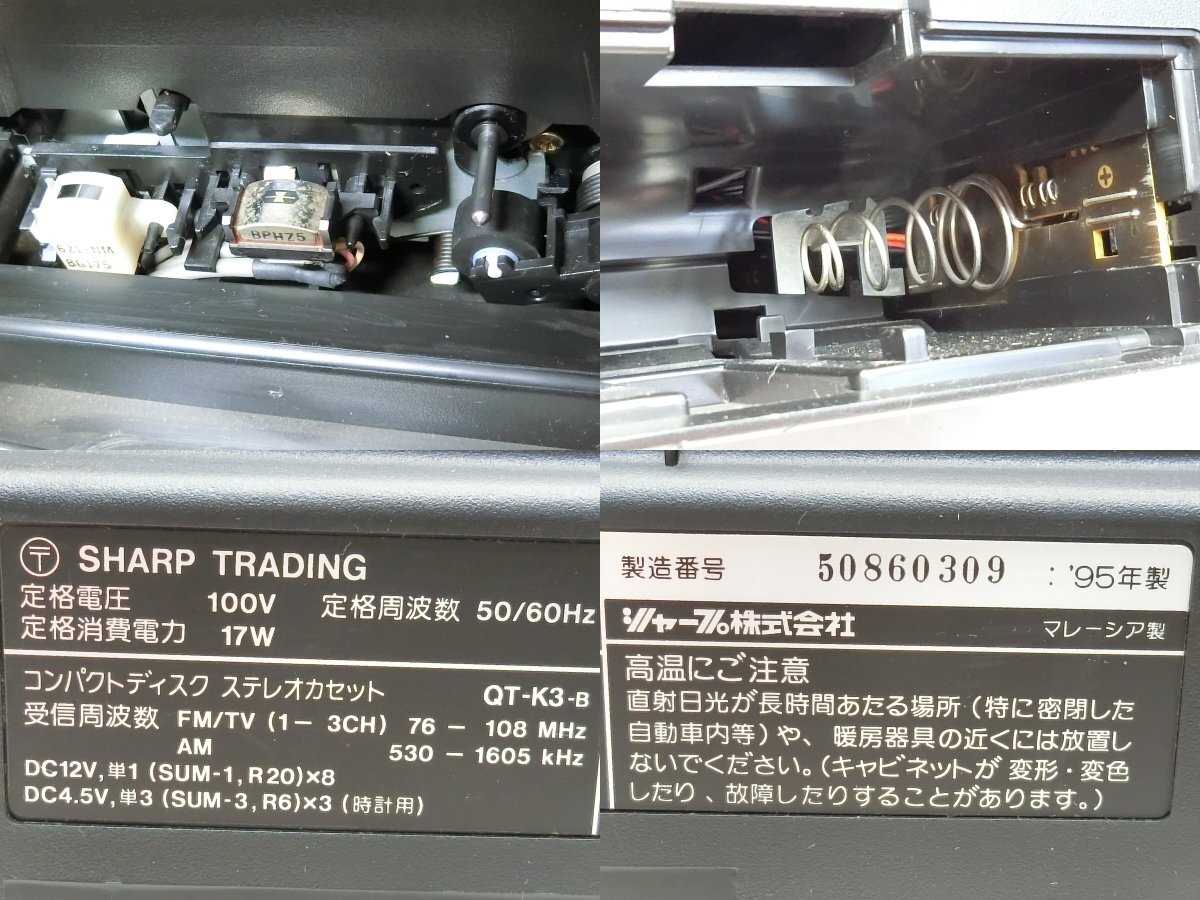 621-NM
BG175
BPH75
+
〒 SHARP TRADING
定格電圧 100V 定格周波数 50/60Hz
定格消費電力 17W
コンパクトディスク ステレオカセット QT-K3-B
受信周波数 FM/TV (1－3CH) 76－108 MHz
AM 530－1605 kHz
DC12V,単1 (SUM-1,R20)×8
DC4.5V,単3 (SUM-3,R6)×3 (時計用)
製造番号 50860309 :'95年製
シャープ株式会社 マレーシア製
高温にご注意
直射日光が長時間あたる場所(特に密閉した
自動車内等)や、暖房器具の近くには放置し
ないでください。(キャビネットが変形・変色
したり、故障したりすることがあります。)